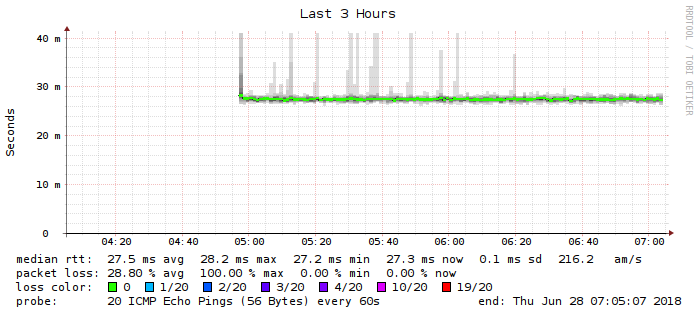 Last 3 Hours
RRDTOOL / TOBI OETIKER
Seconds
40 m
30 m
20 m
10 m
0
04:20 04:40 05:00 05:20 05:40 06:00 06:20 06:40 07:00
median rtt: 27.5 ms avg 28.2 ms max 27.2 ms min 27.3 ms now 0.1 ms sd 216.2 am/s
packet loss: 28.80 % avg 100.00 % max 0.00 % min 0.00 % now
loss color: 0 1/20 2/20 3/20 4/20 10/20 19/20
probe: 20 ICMP Echo Pings (56 Bytes) every 60s end: Thu Jun 28 07:05:07 2018